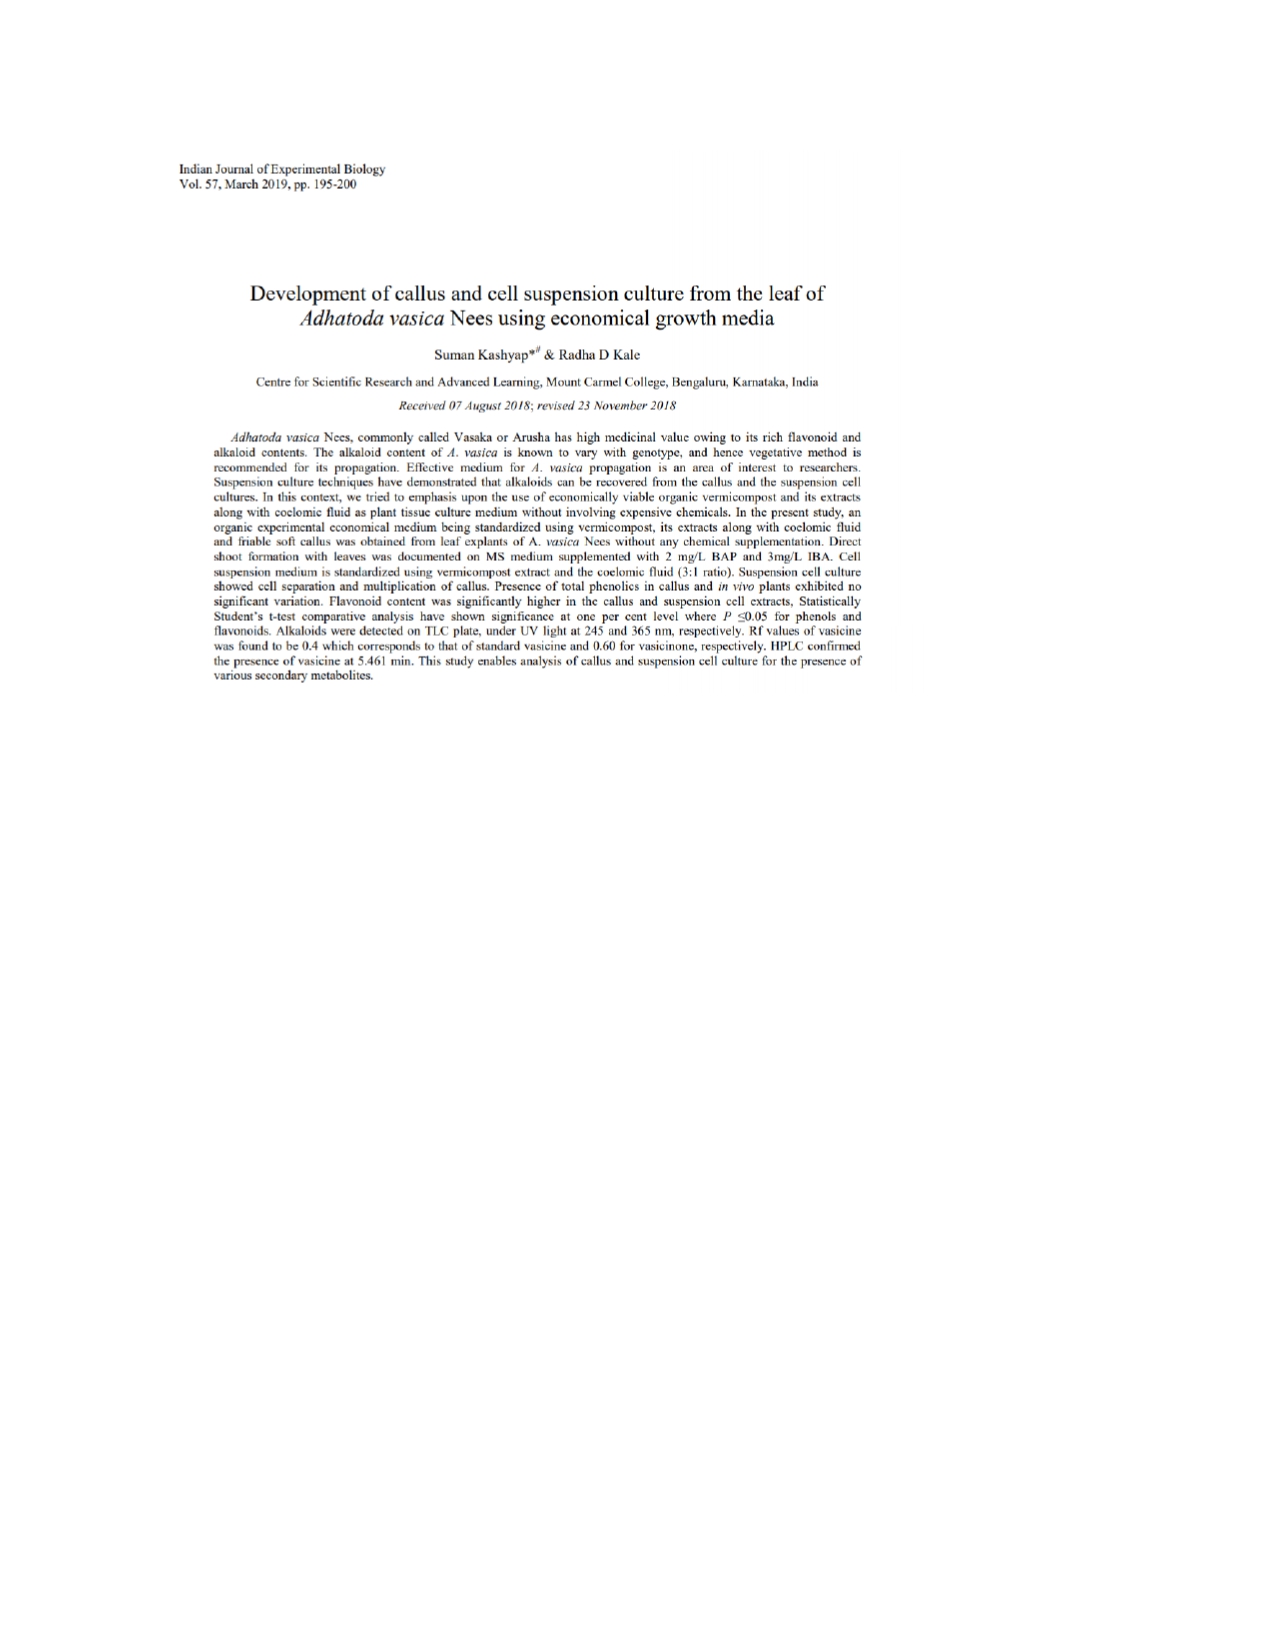 Indian Journal of Experimental Biology
Vol. 57, March 2019, pp. 195-200
Development of callus and cell suspension culture from the leaf of
Adhatoda vasica Nees using economical growth media
Suman Kashyap*# & Radha D Kale
Centre for Scientific Research and Advanced Learning, Mount Carmel College, Bengaluru, Karnataka, India
Received 07 August 2018; revised 23 November 2018
Adhatoda vasica Nees, commonly called Vasaka or Arusha has high medicinal value owing to its rich flavonoid and
alkaloid contents. The alkaloid content of A. vasica is known to vary with genotype, and hence vegetative method is
recommended for its propagation. Effective medium for A. vasica propagation is an area of interest to researchers.
Suspension culture techniques have demonstrated that alkaloids can be recovered from the callus and the suspension cell
cultures. In this context, we tried to emphasis upon the use of economically viable organic vermicompost and its extracts
along with coelomic fluid as plant tissue culture medium without involving expensive chemicals. In the present study, an
organic experimental economical medium being standardized using vermicompost, its extracts along with coelomic fluid
and friable soft callus was obtained from leaf explants of A. vasica Nees without any chemical supplementation. Direct
shoot formation with leaves was documented on MS medium supplemented with 2 mg/L BAP and 3mg/L IBA. Cell
suspension medium is standardized using vermicompost extract and the coelomic fluid (3:1 ratio). Suspension cell culture
showed cell separation and multiplication of callus. Presence of total phenolics in callus and in vivo plants exhibited no
significant variation. Flavonoid content was significantly higher in the callus and suspension cell extracts, Statistically
Student's t-test comparative analysis have shown significance at one per cent level where P ≤0.05 for phenols and
flavonoids. Alkaloids were detected on TLC plate, under UV light at 245 and 365 nm, respectively. Rf values of vasicine
was found to be 0.4 which corresponds to that of standard vasicine and 0.60 for vasicinone, respectively. HPLC confirmed
the presence of vasicine at 5.461 min. This study enables analysis of callus and suspension cell culture for the presence of
various secondary metabolites.